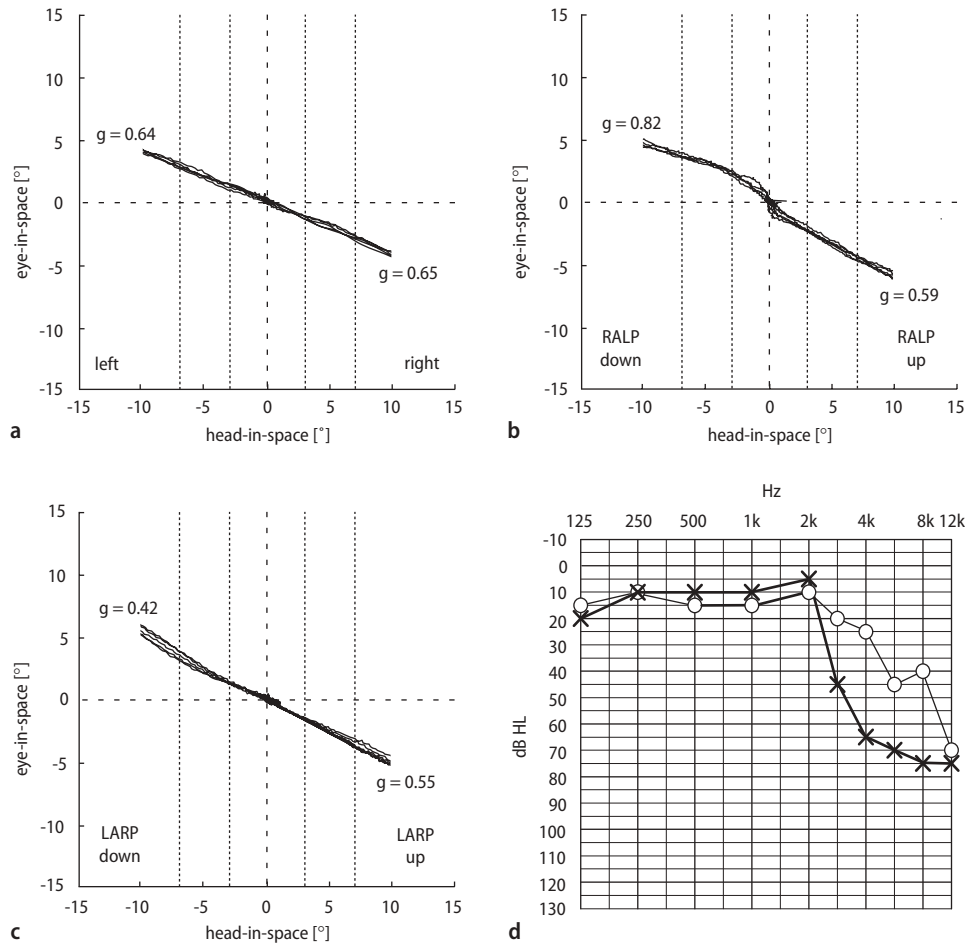 15
10
5
0
-5
-10
-15
eye-in-space [°]
g = 0.64
g = 0.65
left
right
-15
-10
-5
0
5
10
15
head-in-space [°]
a
15
10
5
0
-5
-10
-15
eye-in-space [°]
g = 0.82
g = 0.59
RALP
down
RALP
up
-15
-10
-5
0
5
10
15
head-in-space [°]
b
15
10
5
0
-5
-10
-15
eye-in-space [°]
g = 0.42
g = 0.55
LARP
down
LARP
up
-15
-10
-5
0
5
10
15
head-in-space [°]
c
Hz
125 250 500 1k 2k 4k 8k 12k
-10
0
10
20
30
40
50
60
70
80
90
100
110
120
130
dB HL
d